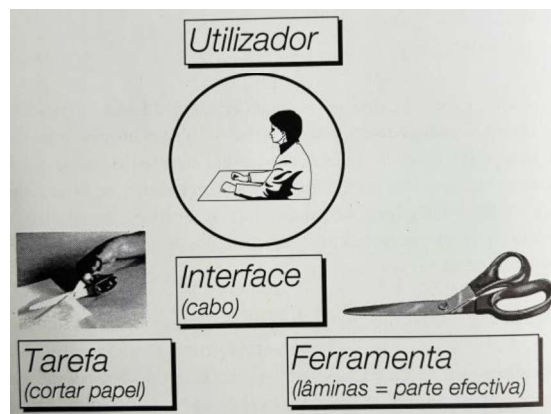 Utilizador
Interface
(cabo)
Tarefa
(cortar papel)
Ferramenta
(lâminas = parte efectiva)